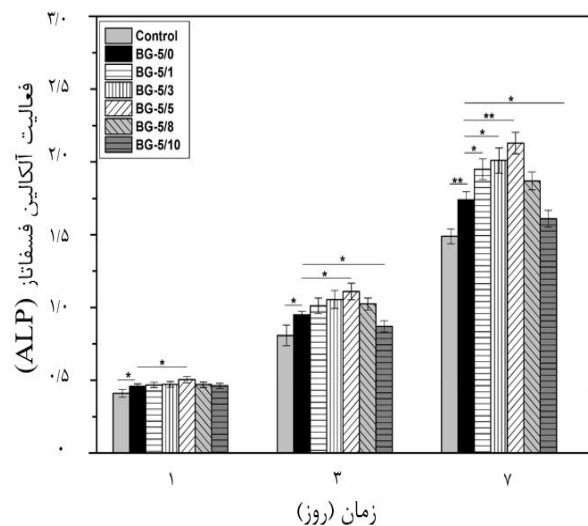 فعالیت آلکالین فسفاتاز (ALP)
۳/۰
۲/۵
۲/۰
۱/۵
۱/۰
۰/۵
۰
Control
BG-5/0
BG-5/1
BG-5/3
BG-5/5
BG-5/8
BG-5/10
*
*
*
*
*
**
*
*
**
*
۱
۳
۷
زمان (روز)